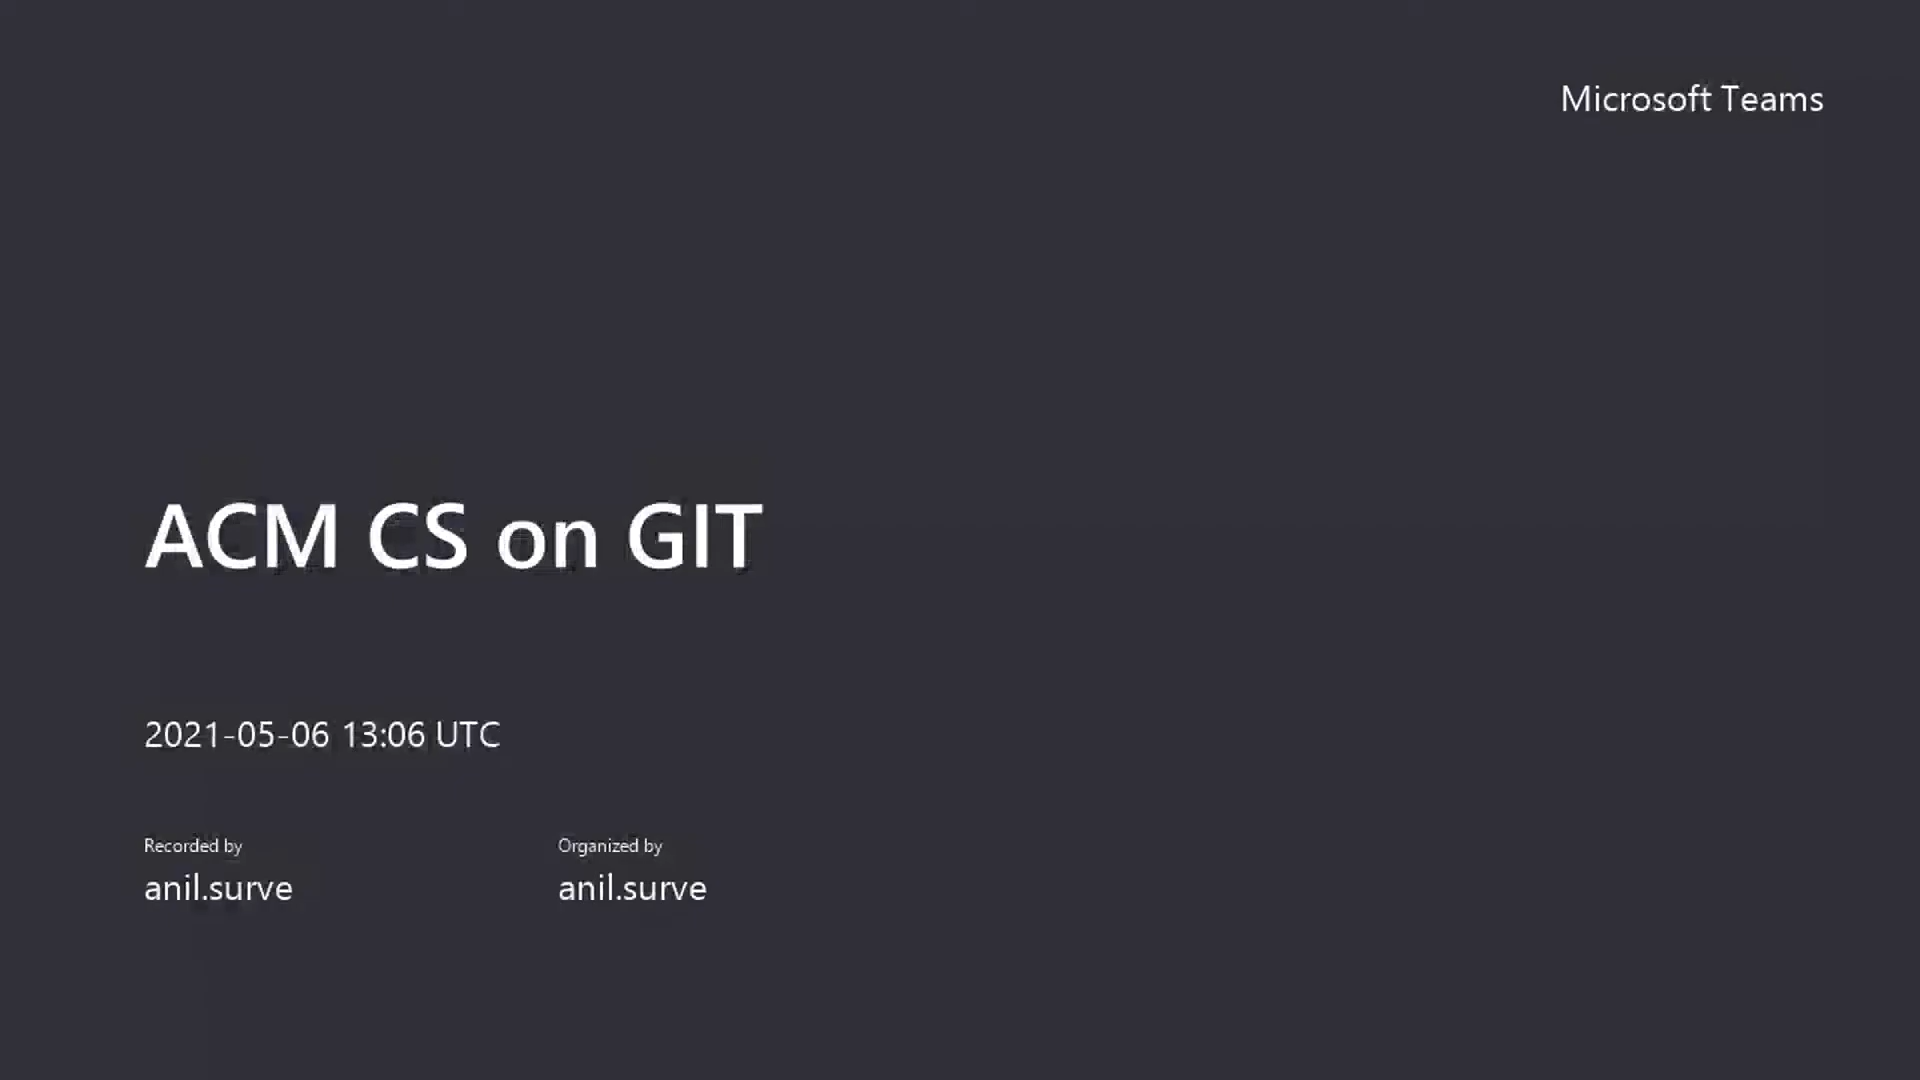 Microsoft Teams
ACM CS on GIT
2021-05-06 13:06 UTC
Recorded by
anil.surve
Organized by
anil.surve